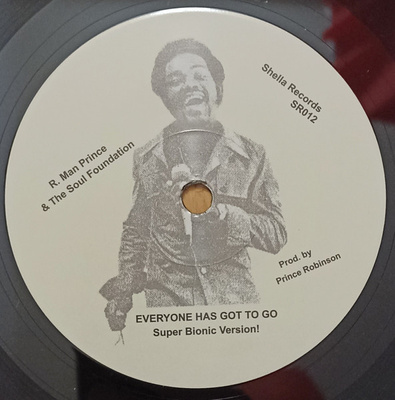 R. Man Prince
& The Soul Foundation
Shella Records
SR012
Prod. by
Prince Robinson
EVERYONE HAS GOT TO GO
Super Bionic Version!